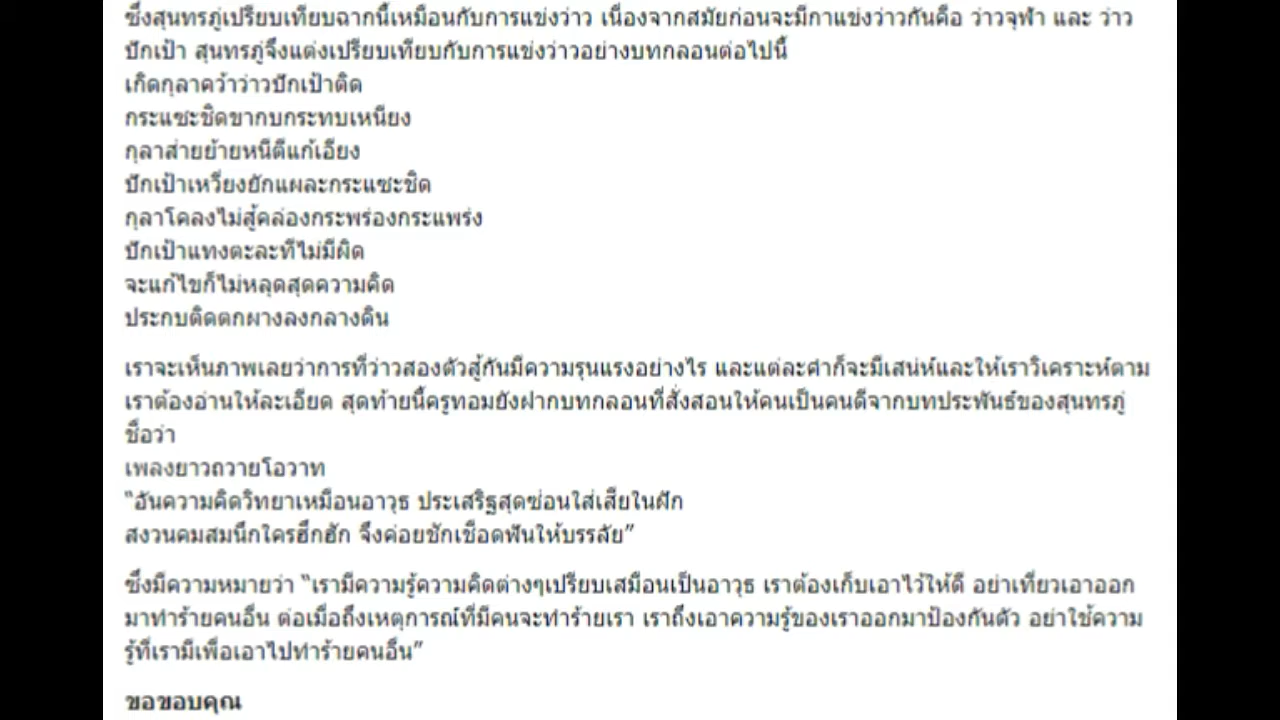 ซึ่งสุนทรภู่เปรียบเทียบฉากนี้เหมือนกับการแข่งว่าว เนื่องจากสมัยก่อนจะมีกาแข่งว่าวกันคือ ว่าวจุฬา และ ว่าว
ปักเป้า สุนทรภู่จึงแต่งเปรียบเทียบกับการแข่งว่าวอย่างบทกลอนต่อไปนี้
เกิดกุลาคว้าว่าวปักเป้าติด
กระแซะชิดขากบกระทบเหนียง
กุลาส่ายย้ายหนีตีแก้เอียง
ปักเป้าเหวี่ยงยักแผละกระแซะชิด
กุลาโคลงไม่สู้คล่องกระพร่องกระแพร่ง
ปักเป้าแทงตะละทีไม่มีผิด
จะแก้ไขก็ไม่หลุดสุดความคิด
ประกบติดตกผางลงกลางดิน
เราจะเห็นภาพเลยว่าการที่ว่าวสองตัวสู้กันมีความรุนแรงอย่างไร และแต่ละคำก็จะมีเสน่ห์และให้เราวิเคราะห์ตาม
เราต้องอ่านให้ละเอียด สุดท้ายนี้ครูทอมยังฝากบทกลอนที่สั่งสอนให้คนเป็นคนดีจากบทประพันธ์ของสุนทรภู่
ชื่อว่า
เพลงยาวถวายโอวาท
“อันความคิดวิทยาเหมือนอาวุธ ประเสริฐสุดซ่อนใส่เสียในฝัก
สงวนคมสมนึกใครฮึกฮัก จึงค่อยชักเชือดฟันให้บรรลัย”
ซึ่งมีความหมายว่า “เรามีความรู้ความคิดต่างๆเปรียบเสมือนเป็นอาวุธ เราต้องเก็บเอาไว้ให้ดี อย่าเที่ยวเอาออก
มาทำร้ายคนอื่น ต่อเมื่อถึงเหตุการณ์ที่มีคนจะทำร้ายเรา เราถึงเอาความรู้ของเราออกมาป้องกันตัว อย่าใช้ความ
รู้ที่เรามีเพื่อเอาไปทำร้ายคนอื่น”
ขอขอบคุณ